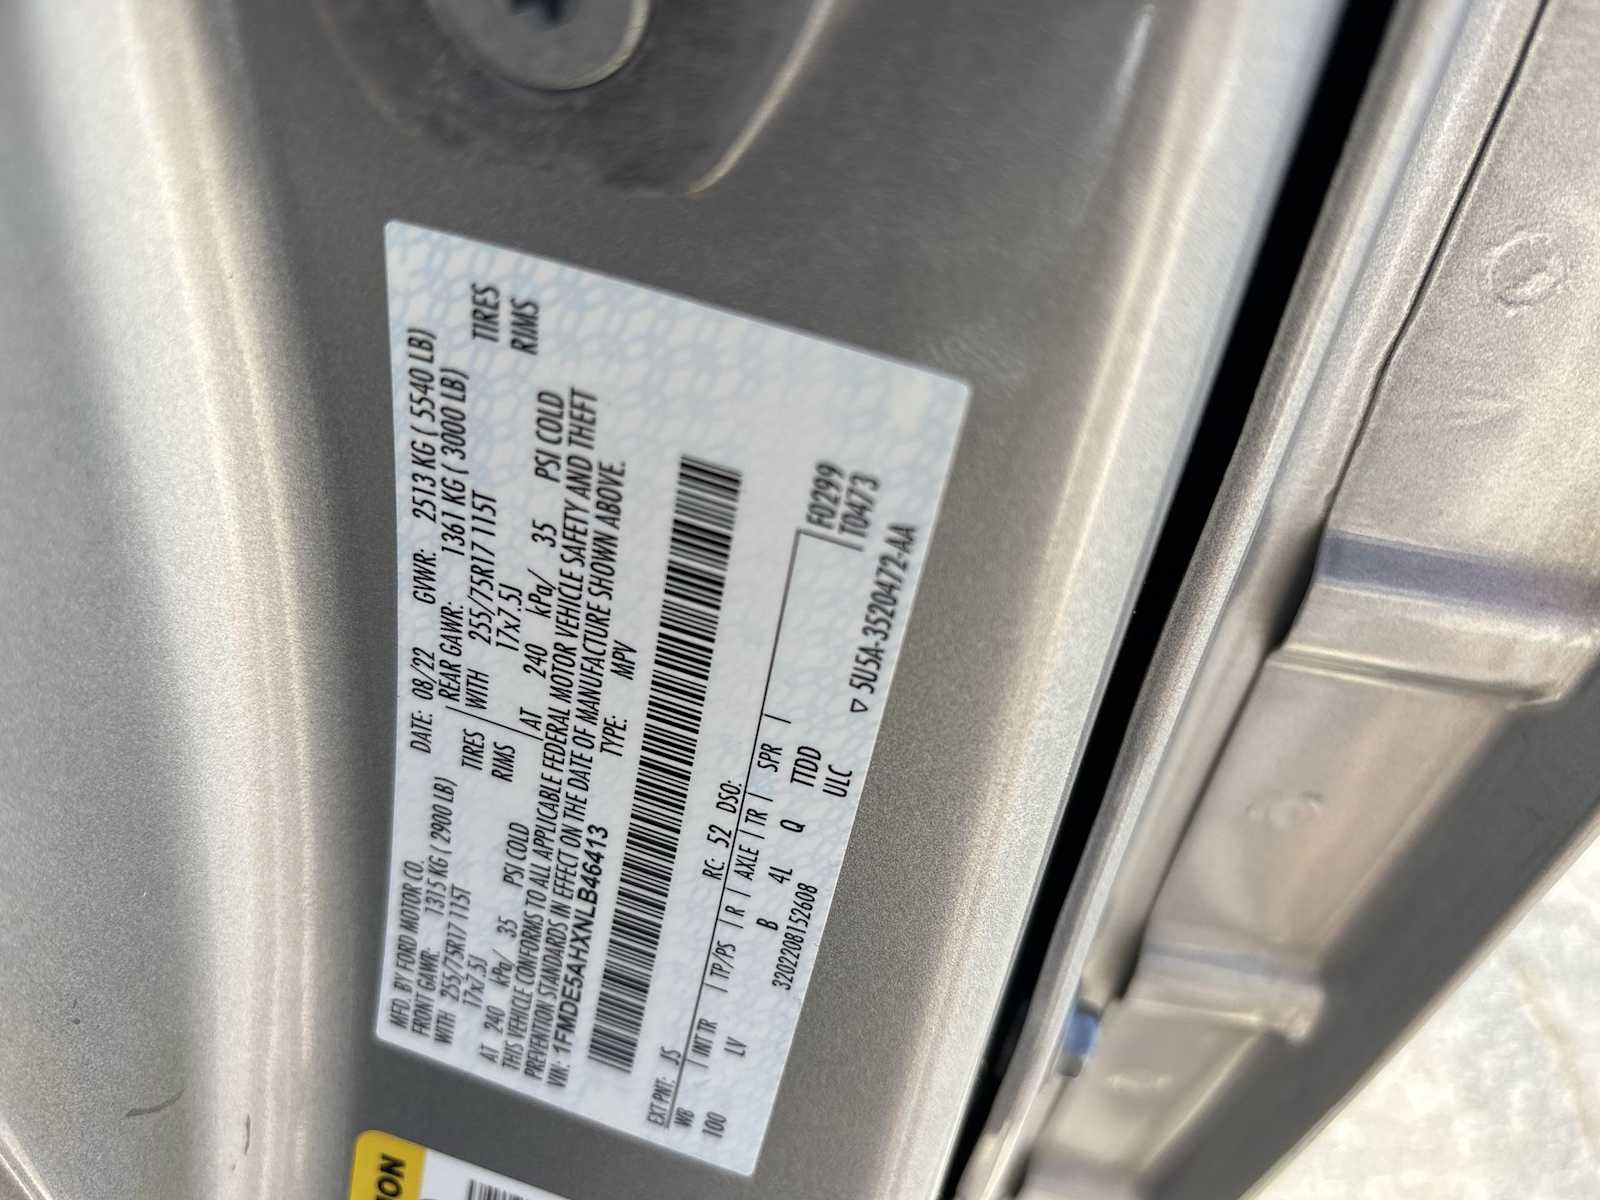 MFD. BY FORD MOTOR CO.
DATE: 08/22 GVWR: 2513 KG ( 5540 LB)
FRONT GAWR: 1315 KG ( 2900 LB)
REAR GAWR: 1361 KG ( 3000 LB)
WITH 255/75R17 115T TIRES
WITH 255/75R17 115T TIRES
17x7.5J RIMS
17x7.5J RIMS
AT 240 kPa/ 35 PSI COLD
AT 240 kPa/ 35 PSI COLD
THIS VEHICLE CONFORMS TO ALL APPLICABLE FEDERAL MOTOR VEHICLE SAFETY AND THEFT
PREVENTION STANDARDS IN EFFECT ON THE DATE OF MANUFACTURE SHOWN ABOVE.
VIN: 1FMDE5AHXNLB46413 TYPE: MPV
EXT PNT: JS RC: 52 DSO:
WB INT TR TP/PS R AXLE TR SPR
100 LV B 4L Q TTDD
F0299
T0473
320220815​2608 ULC
▽ 5U5A-3520472-AA
ION